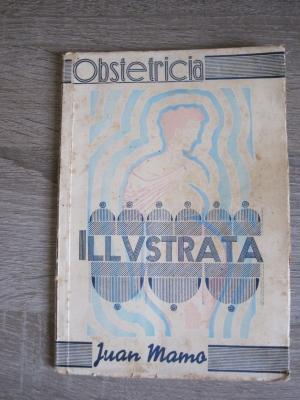 Obstetricia
ILLVSTRATA
Juan Mamo